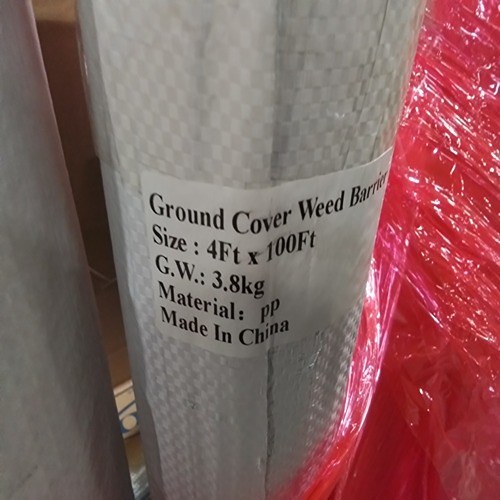 Ground Cover Weed Barrier
Size : 4Ft x 100Ft
G.W.: 3.8kg
Material: pp
Made In China